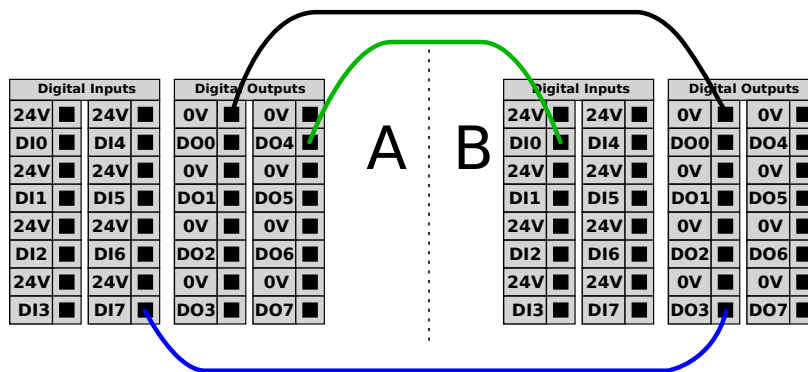 Digital Inputs Digital Outputs Digital Inputs Digital Outputs
24V 24V 0V 0V 24V 24V 0V 0V
DI0 DI4 DO0 DO4 A B DI0 DI4 DO0 DO4
24V 24V 0V 0V 24V 24V 0V 0V
DI1 DI5 DO1 DO5 DI1 DI5 DO1 DO5
24V 24V 0V 0V 24V 24V 0V 0V
DI2 DI6 DO2 DO6 DI2 DI6 DO2 DO6
24V 24V 0V 0V 24V 24V 0V 0V
DI3 DI7 DO3 DO7 DI3 DI7 DO3 DO7